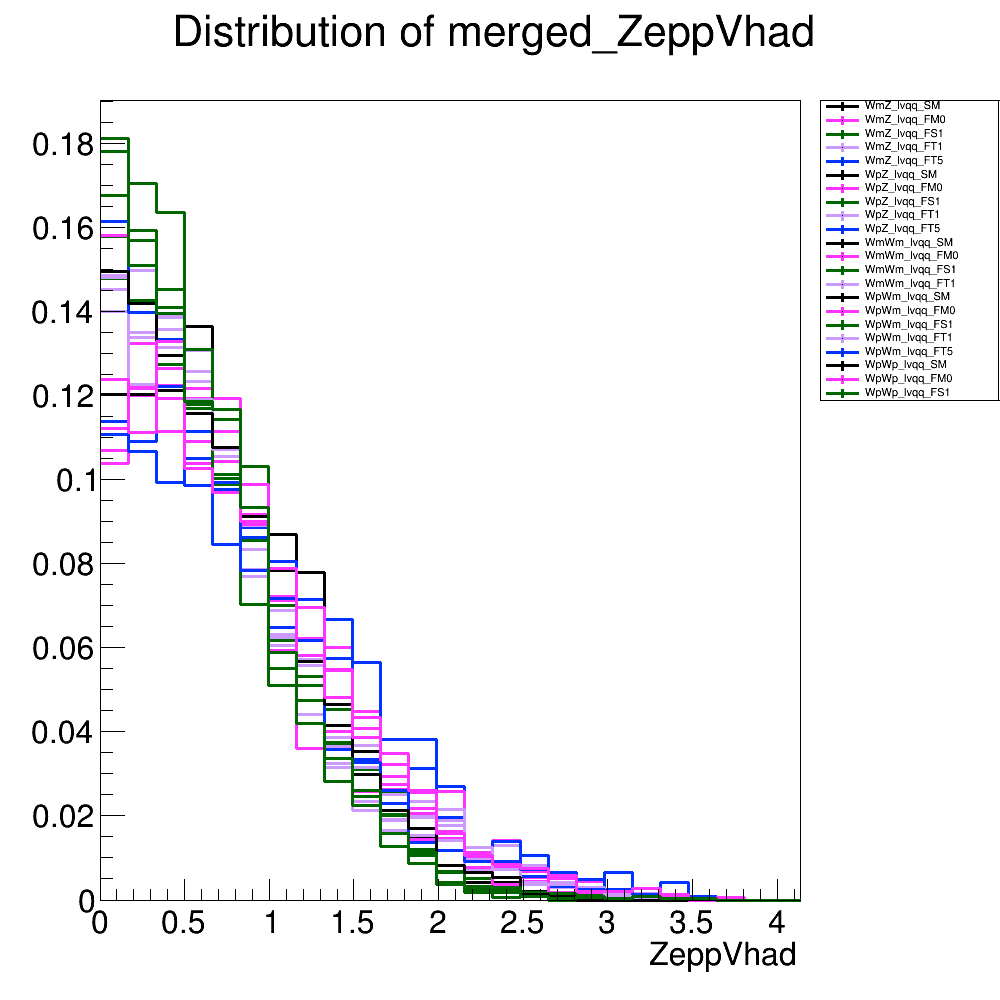 Distribution of merged_ZeppVhad
WmZ_lvqq_SM
WmZ_lvqq_FM0
WmZ_lvqq_FS1
WmZ_lvqq_FT1
WmZ_lvqq_FT5
WpZ_lvqq_SM
WpZ_lvqq_FM0
WpZ_lvqq_FS1
WpZ_lvqq_FT1
WpZ_lvqq_FT5
WmWm_lvqq_SM
WmWm_lvqq_FM0
WmWm_lvqq_FS1
WmWm_lvqq_FT1
WpWm_lvqq_SM
WpWm_lvqq_FM0
WpWm_lvqq_FS1
WpWm_lvqq_FT1
WpWm_lvqq_FT5
WpWp_lvqq_SM
WpWp_lvqq_FM0
WpWp_lvqq_FS1
0.18
0.16
0.14
0.12
0.1
0.08
0.06
0.04
0.02
0
0 0.5 1 1.5 2 2.5 3 3.5 4
ZeppVhad